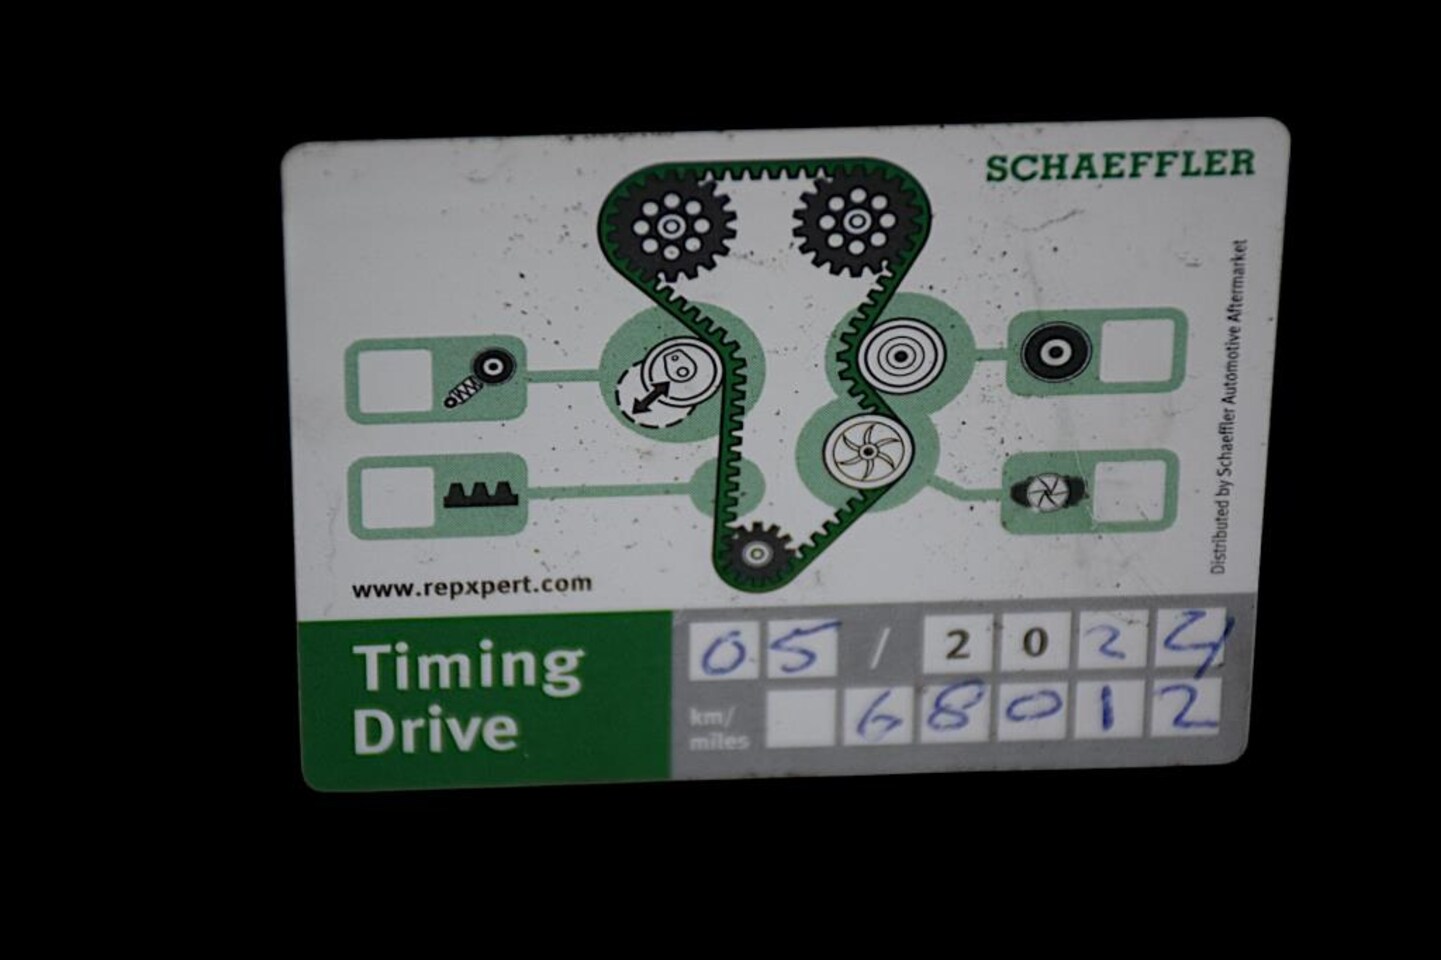 SCHAEFFLER
Distributed by Schaeffler Automotive Aftermarket
www.repxpert.com
Timing
Drive
05 / 2024
km/
miles
68012